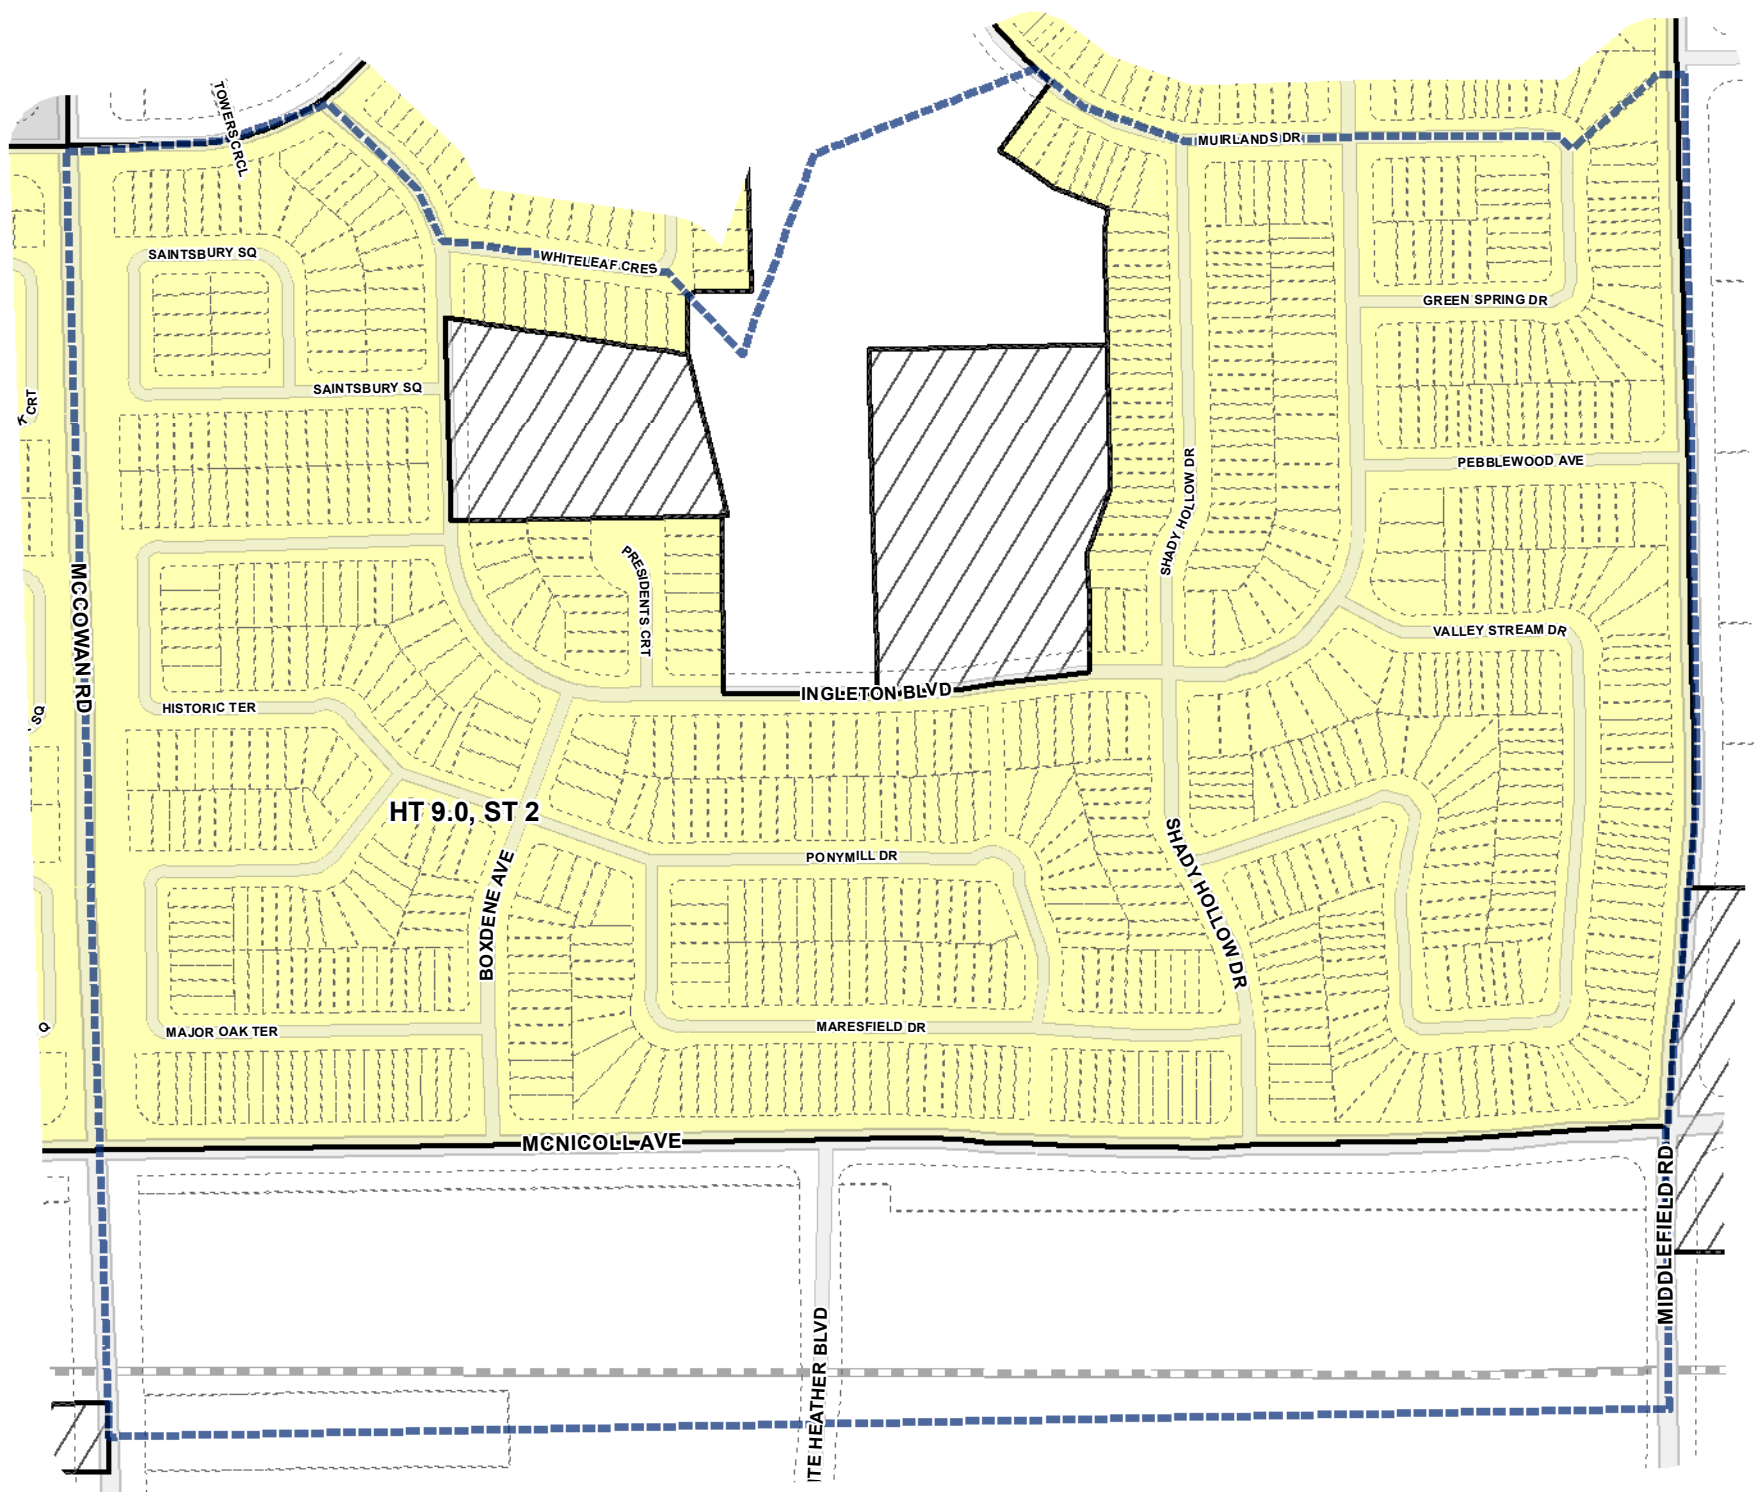 TOWERS CRCL
MUIRLANDS DR
SAINTSBURY SQ
WHITELEAF CRES
GREEN SPRING DR
SAINTSBURY SQ
CRT
PEBBLEWOOD AVE
SHADY HOLLOW DR
PRESIDENTS CRT
MCCOWAN RD
VALLEY STREAM DR
INGLETON BLVD
HISTORIC TER
SQ
HT 9.0, ST 2
PONYMILL DR
SHADY HOLLOW DR
BOXDENE AVE
MARESFIELD DR
MAJOR OAK TER
Q
MCNICOLL AVE
MIDDLEFIELD RD
TE HEATHER BLVD